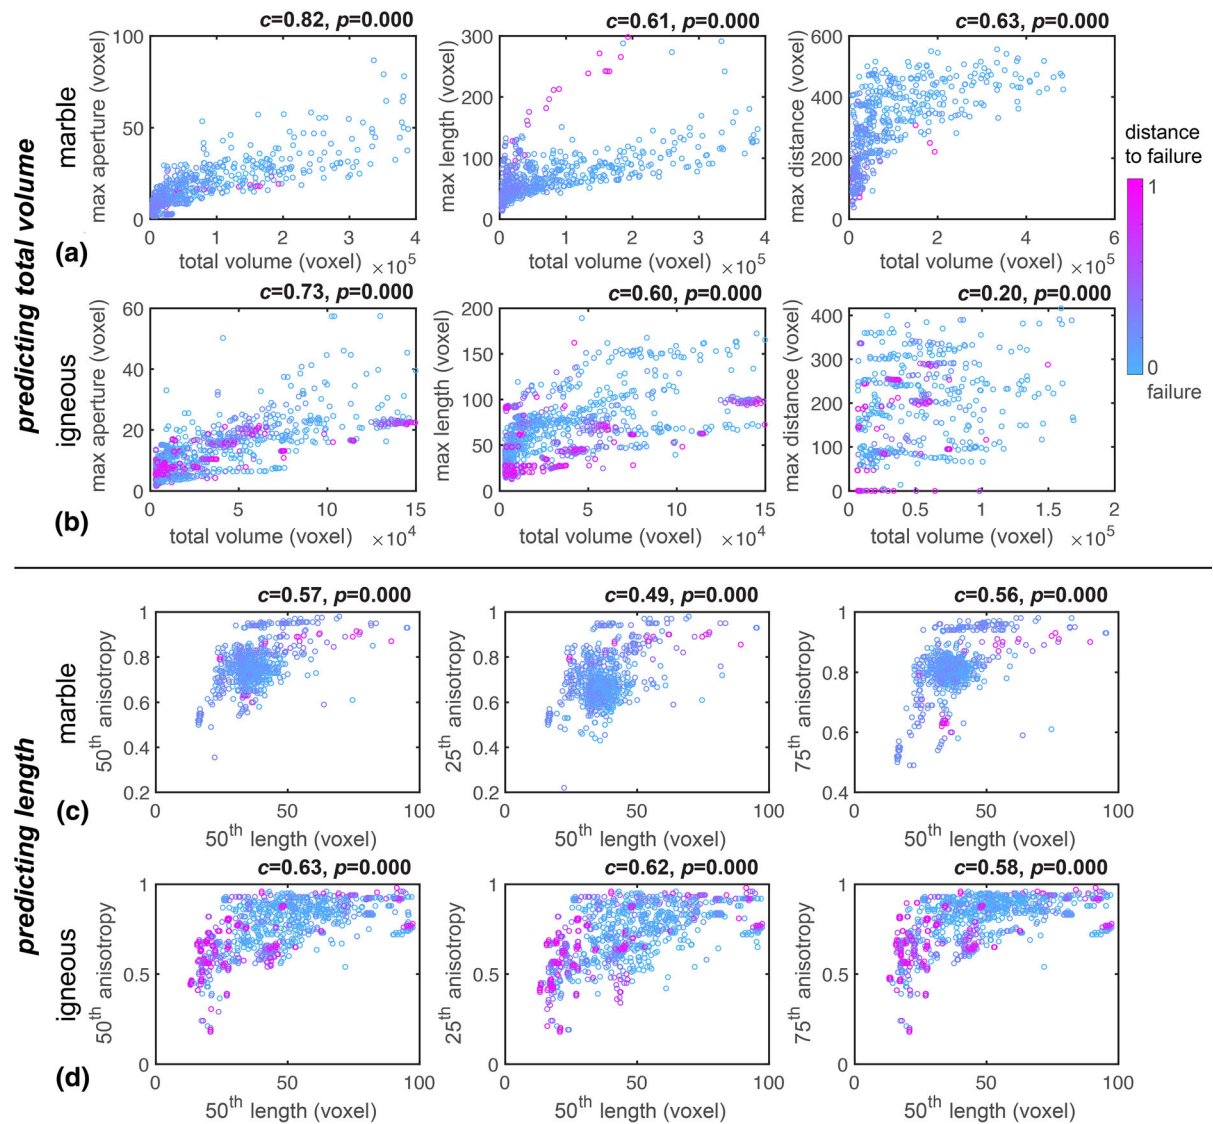 c=0.82, p=0.000
c=0.61, p=0.000
c=0.63, p=0.000
predicting total volume
marble
(a)
max aperture (voxel)
100
50
0
0 1 2 3 4
total volume (voxel) ×10^5
max length (voxel)
300
200
100
0
0 1 2 3 4
total volume (voxel) ×10^5
max distance (voxel)
600
400
200
0
0 2 4 6
total volume (voxel) ×10^5
distance
to failure
1
0
failure
c=0.73, p=0.000
c=0.60, p=0.000
c=0.20, p=0.000
igneous
(b)
max aperture (voxel)
60
40
20
0
0 5 10 15
total volume (voxel) ×10^4
max length (voxel)
200
150
100
50
0
0 5 10 15
total volume (voxel) ×10^4
max distance (voxel)
400
300
200
100
0
0 0.5 1 1.5 2
total volume (voxel) ×10^5
c=0.57, p=0.000
c=0.49, p=0.000
c=0.56, p=0.000
predicting length
marble
(c)
50th anisotropy
1
0.8
0.6
0.4
0.2
0 50 100
50th length (voxel)
25th anisotropy
1
0.8
0.6
0.4
0.2
0 50 100
50th length (voxel)
75th anisotropy
1
0.8
0.6
0.4
0 50 100
50th length (voxel)
c=0.63, p=0.000
c=0.62, p=0.000
c=0.58, p=0.000
igneous
(d)
50th anisotropy
1
0.5
0
0 50 100
50th length (voxel)
25th anisotropy
1
0.5
0
0 50 100
50th length (voxel)
75th anisotropy
1
0.5
0
0 50 100
50th length (voxel)